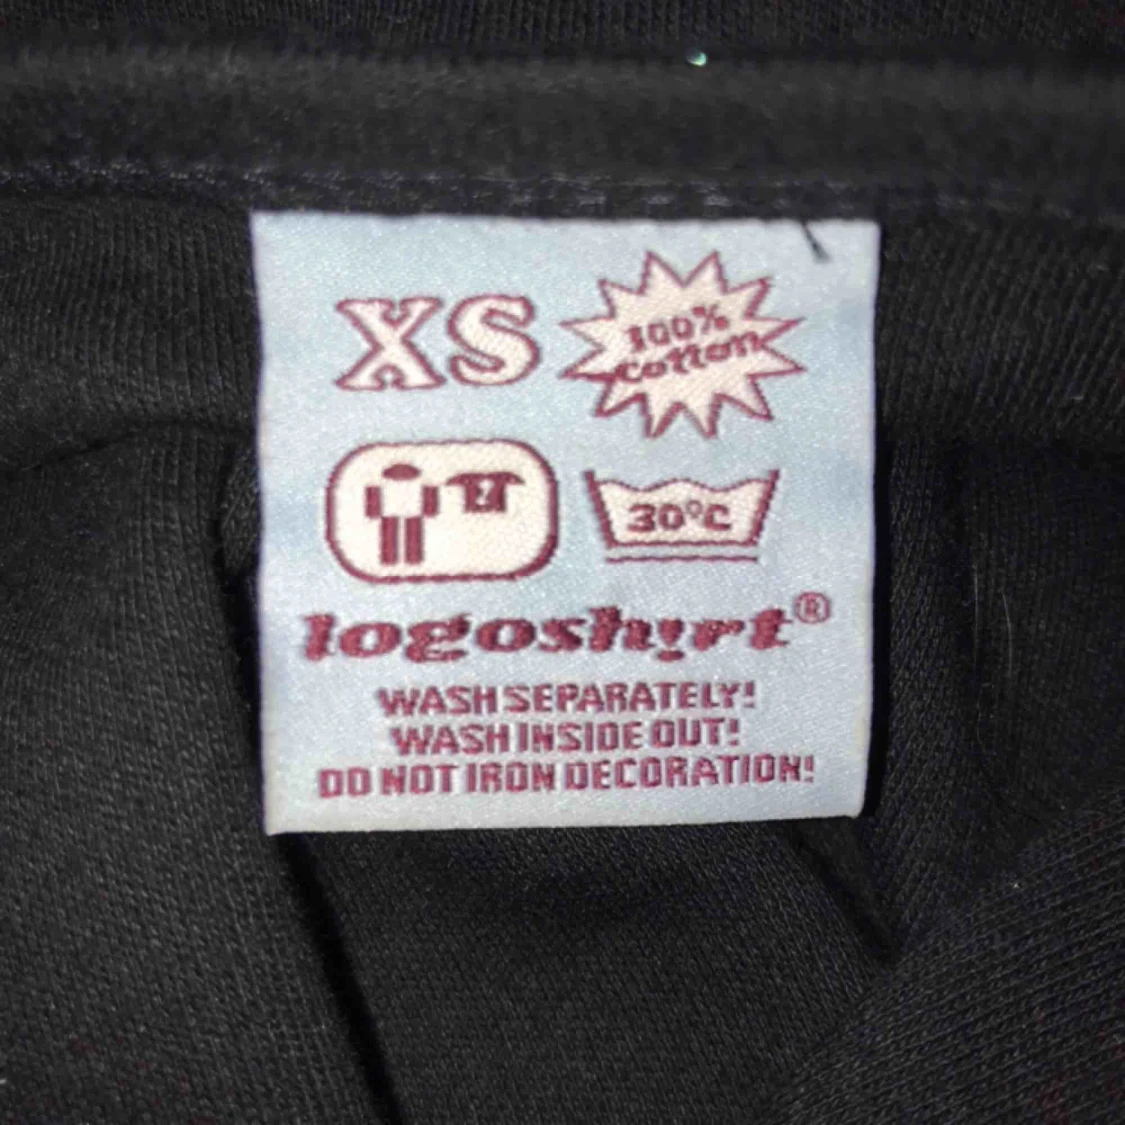 XS
100%
cotton
30°C
logoshirt®
WASH SEPARATELY!
WASH INSIDE OUT!
DO NOT IRON DECORATION!